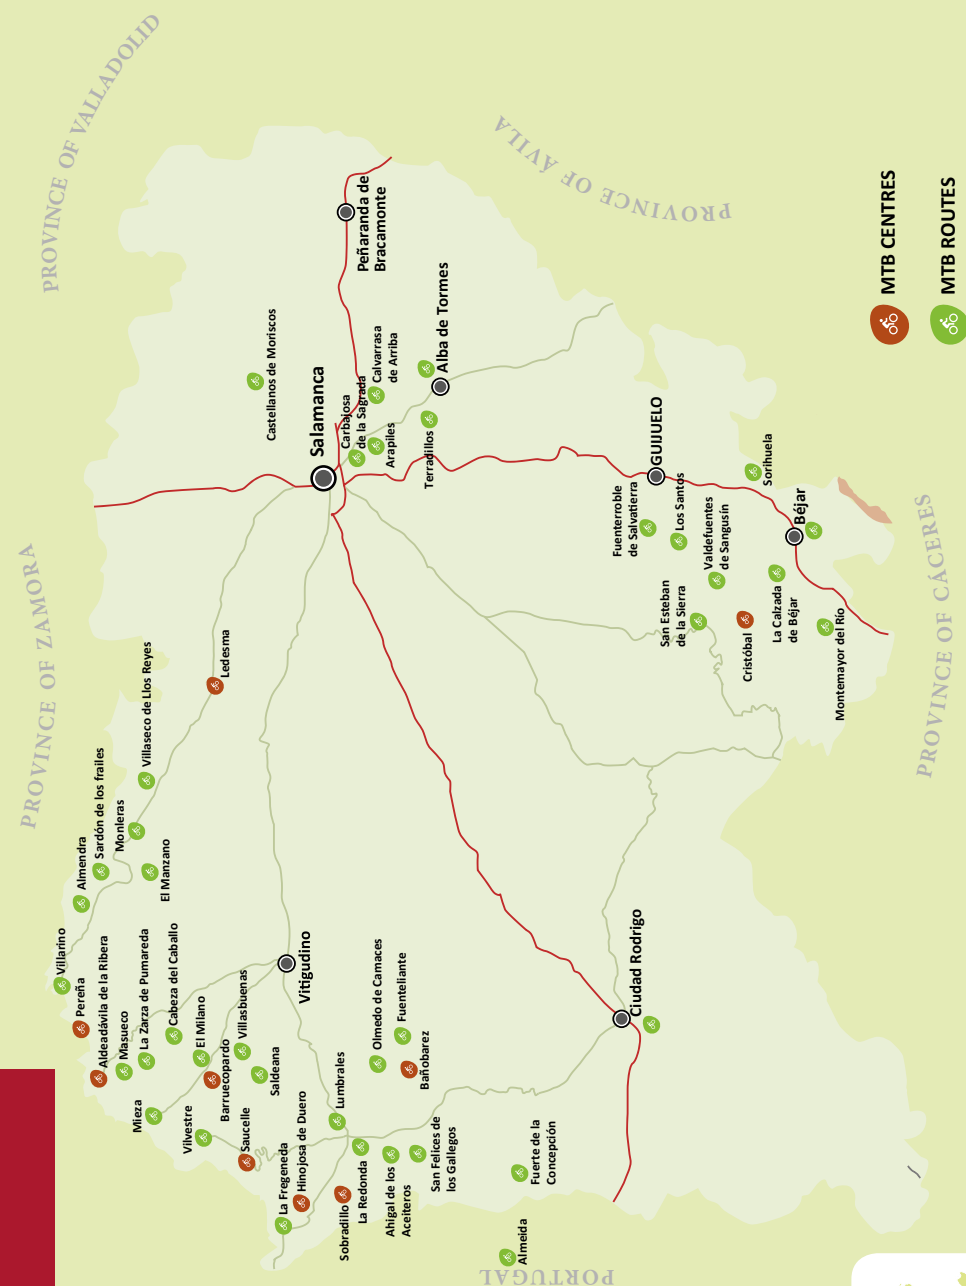 PROVINCE OF VALLADOLID
PROVINCE OF ÁVILA
PROVINCE OF ZAMORA
PROVINCE OF CÁCERES
PORTUGAL
MTB CENTRES
MTB ROUTES
Peñaranda de
Bracamonte
Castellanos de Moriscos
Salamanca
Carbajosa
de la Sagrada
Calvarrasa
de Arriba
Arapiles
Alba de Tormes
Terradillos
GUIJUELO
Fuenterroble
de Salvatierra
Los Santos
Valdefuentes
de Sangusín
Sorihuela
Béjar
San Esteban
de la Sierra
Cristóbal
La Calzada
de Béjar
Montemayor del Río
Ledesma
Villaseco de Llos Reyes
Sardón de los frailes
Monleras
Almendra
El Manzano
Villarino
Pereña
Aldeadávila de la Ribera
Masueco
La Zarza de Pumareda
Cabeza del Caballo
El Milano
Barruecopardo
Villasbuenas
Saldeana
Vitigudino
Mieza
Vilvestre
Saucelle
La Fregeneda
Hinojosa de Duero
Lumbrales
Sobradillo
La Redonda
Ahigal de los
Aceiteros
San Felices de
los Gallegos
Olmedo de Camaces
Fuenteliante
Bañobarez
Ciudad Rodrigo
Fuerte de la
Concepción
Almeida